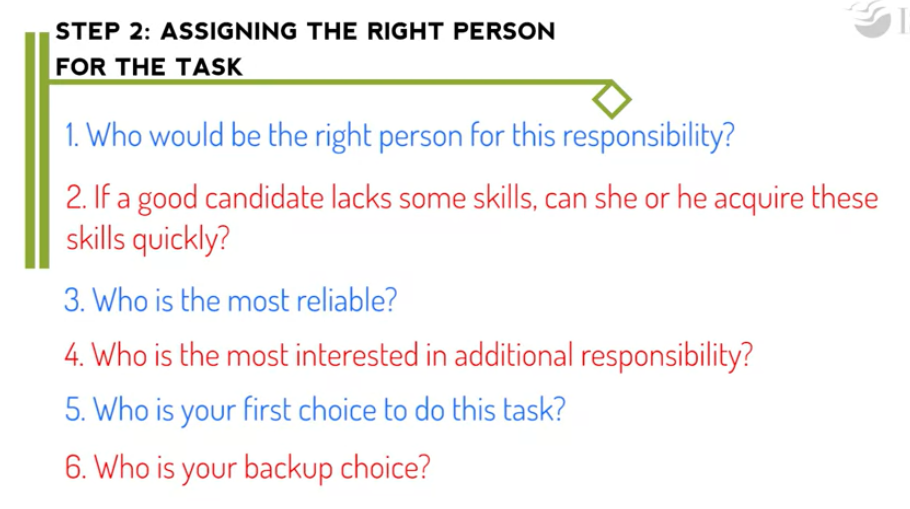 STEP 2: ASSIGNING THE RIGHT PERSON
FOR THE TASK
1. Who would be the right person for this responsibility?
2. If a good candidate lacks some skills, can she or he acquire these
skills quickly?
3. Who is the most reliable?
4. Who is the most interested in additional responsibility?
5. Who is your first choice to do this task?
6. Who is your backup choice?